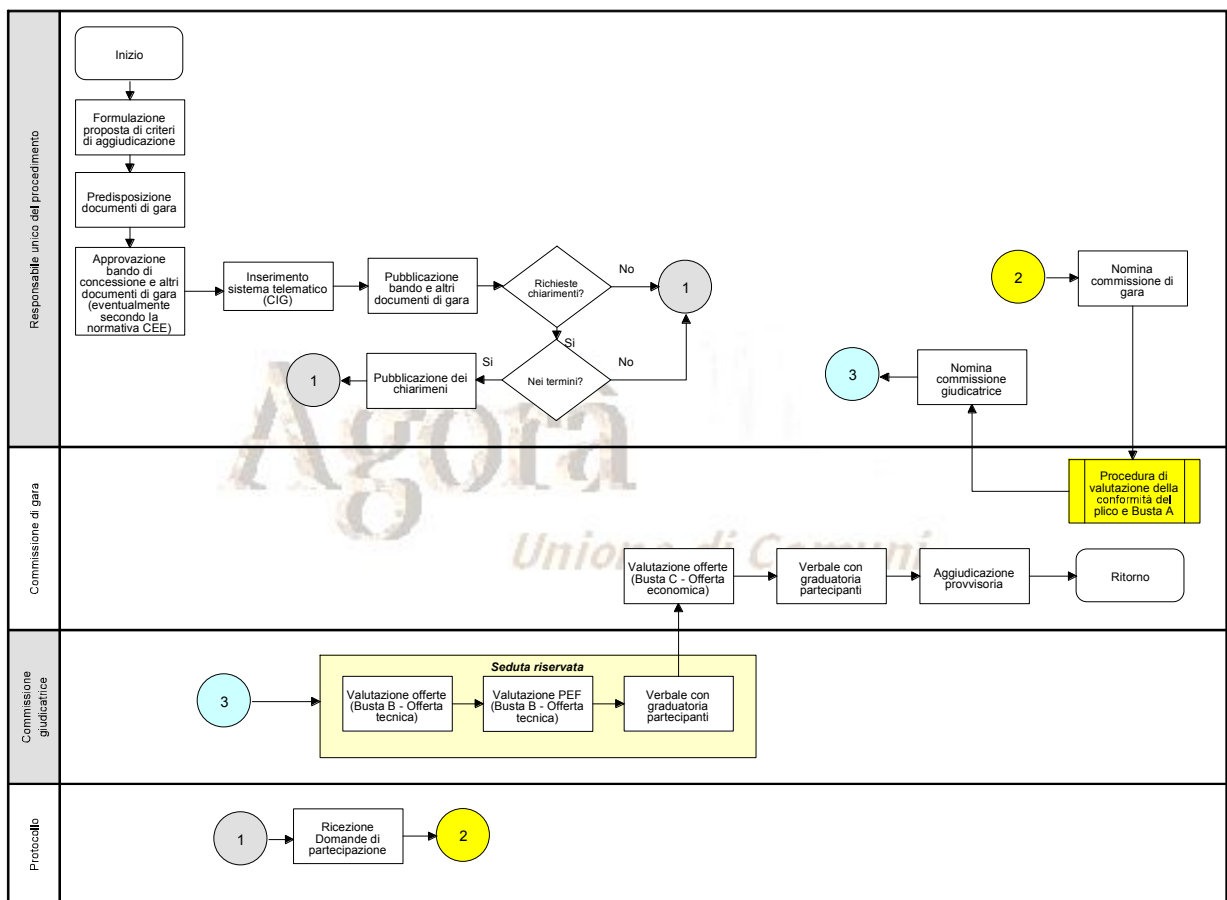 Responsabile unico del procedimento
Inizio
Formulazione
proposta di criteri
di aggiudicazione
Predisposizione
documenti di gara
Approvazione
bando di
concessione e altri
documenti di gara
(eventualmente
secondo la
normativa CEE)
Inserimento
sistema telematico
(CIG)
Pubblicazione
bando e altri
documenti di gara
Richieste
chiarimenti?
No
1
Si
Nei termini?
No
Si
Pubblicazione dei
chiarimeni
1
2
Nomina
commissione di
gara
Nomina
commissione
giudicatrice
3
Agorà
Unione di Comuni
Commissione di gara
Procedura di
valutazione della
conformità del
plico e Busta A
Valutazione offerte
(Busta C - Offerta
economica)
Verbale con
graduatoria
partecipanti
Aggiudicazione
provvisoria
Ritorno
Commissione
giudicatrice
3
Seduta riservata
Valutazione offerte
(Busta B - Offerta
tecnica)
Valutazione PEF
(Busta B - Offerta
tecnica)
Verbale con
graduatoria
partecipanti
Protocollo
1
Ricezione
Domande di
partecipazione
2